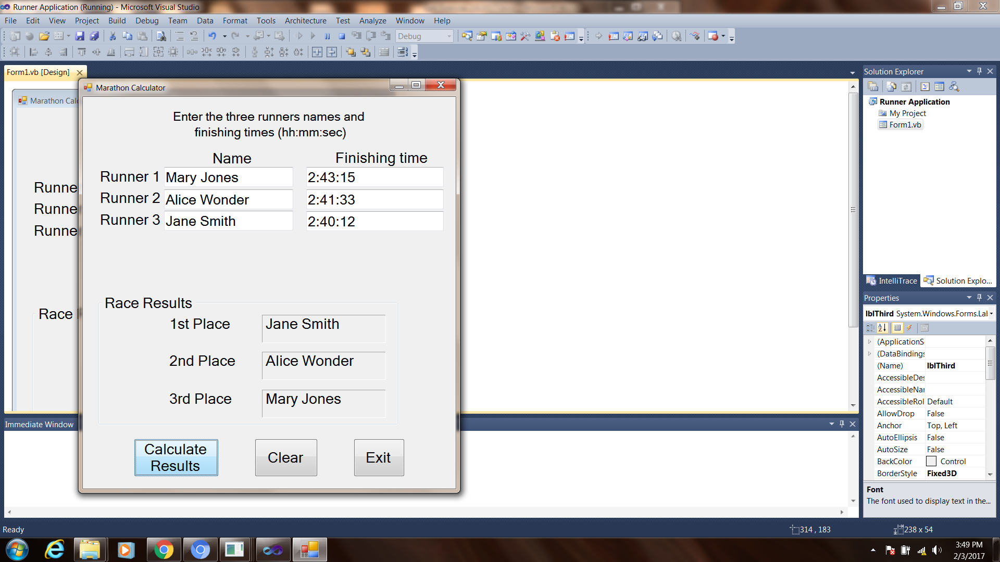 Runner Application (Running) - Microsoft Visual Studio
File Edit View Project Build Debug Team Data Format Tools Architecture Test Analyze Window Help
Debug
Form1.vb [Design]
Marathon Calc
Runne
Runne
Runne
Race
Marathon Calculator
Enter the three runners names and
finishing times (hh:mm:sec)
Name Finishing time
Runner 1 Mary Jones 2:43:15
Runner 2 Alice Wonder 2:41:33
Runner 3 Jane Smith 2:40:12
Race Results
1st Place Jane Smith
2nd Place Alice Wonder
3rd Place Mary Jones
Calculate
Results
Clear
Exit
Immediate Window
Solution Explorer
Runner Application
My Project
Form1.vb
IntelliTrace Solution Explo...
Properties
lblThird System.Windows.Forms.Lal
(ApplicationS
(DataBindings
(Name) lblThird
AccessibleDes
AccessibleNar
AccessibleRol Default
AllowDrop False
Anchor Top, Left
AutoEllipsis False
AutoSize False
BackColor Control
BorderStyle Fixed3D
Font
The font used to display text in the...
Ready
314 , 183
238 x 54
3:49 PM
2/3/2017